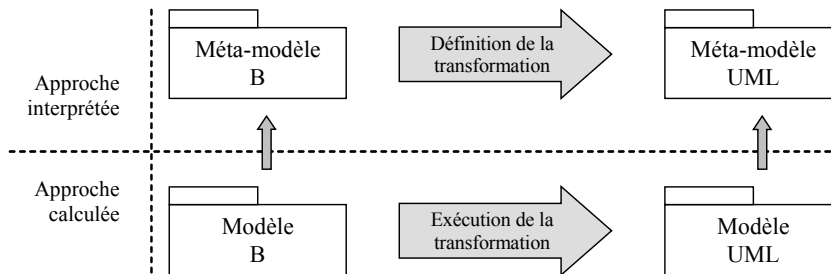 Approche
interprétée
Méta-modèle
B
Définition de la
transformation
Méta-modèle
UML
Approche
calculée
Modèle
B
Exécution de la
transformation
Modèle
UML